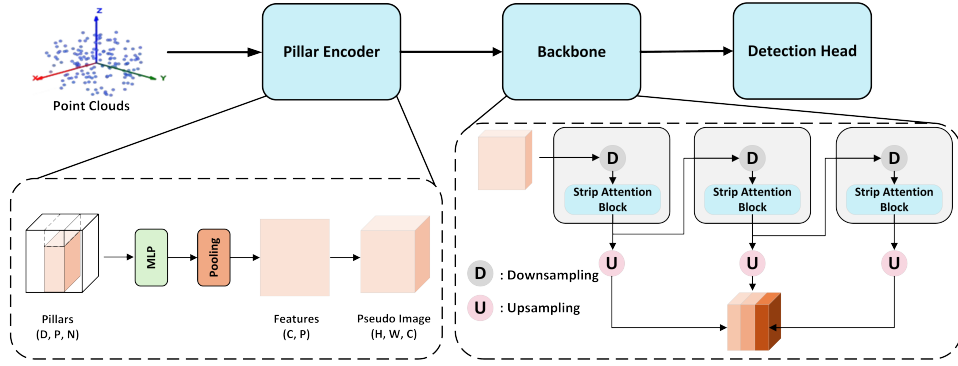 Z
X
Y
Point Clouds
Pillar Encoder
Backbone
Detection Head
MLP
Pooling
Pillars
(D, P, N)
Features
(C, P)
Pseudo Image
(H, W, C)
D
D
D
Strip Attention
Block
Strip Attention
Block
Strip Attention
Block
U
U
U
D : Downsampling
U : Upsampling